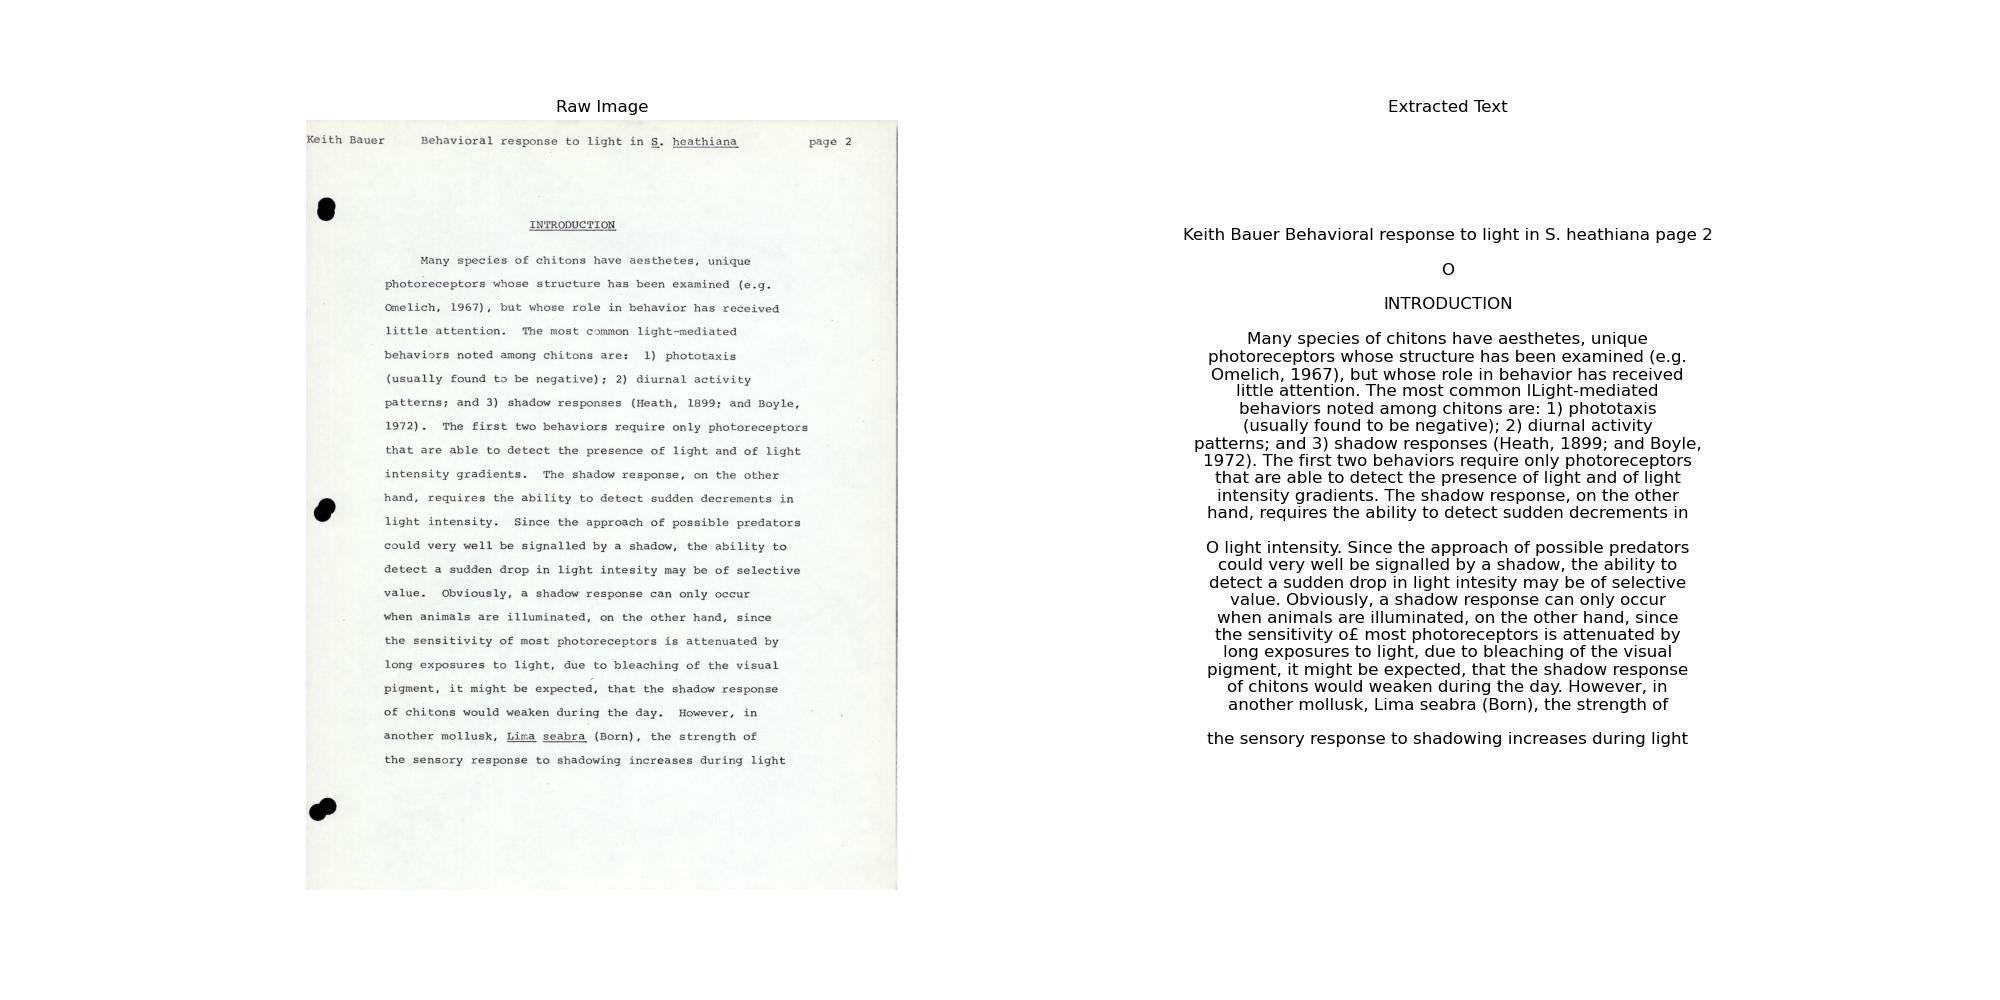 Raw Image
Keith Bauer Behavioral response to light in S. heathiana page 2
INTRODUCTION
Many species of chitons have aesthetes, unique
photoreceptors whose structure has been examined (e.g.
Omelich, 1967), but whose role in behavior has received
little attention. The most common light-mediated
behaviors noted among chitons are: 1) phototaxis
(usually found to be negative); 2) diurnal activity
patterns; and 3) shadow responses (Heath, 1899; and Boyle,
1972). The first two behaviors require only photoreceptors
that are able to detect the presence of light and of light
intensity gradients. The shadow response, on the other
hand, requires the ability to detect sudden decrements in
light intensity. Since the approach of possible predators
could very well be signalled by a shadow, the ability to
detect a sudden drop in light intesity may be of selective
value. Obviously, a shadow response can only occur
when animals are illuminated, on the other hand, since
the sensitivity of most photoreceptors is attenuated by
long exposures to light, due to bleaching of the visual
pigment, it might be expected, that the shadow response
of chitons would weaken during the day. However, in
another mollusk, Lima seabra (Born), the strength of
the sensory response to shadowing increases during light
Extracted Text
Keith Bauer Behavioral response to light in S. heathiana page 2
O
INTRODUCTION
Many species of chitons have aesthetes, unique
photoreceptors whose structure has been examined (e.g.
Omelich, 1967), but whose role in behavior has received
little attention. The most common lLight-mediated
behaviors noted among chitons are: 1) phototaxis
(usually found to be negative); 2) diurnal activity
patterns; and 3) shadow responses (Heath, 1899; and Boyle,
1972). The first two behaviors require only photoreceptors
that are able to detect the presence of light and of light
intensity gradients. The shadow response, on the other
hand, requires the ability to detect sudden decrements in
O light intensity. Since the approach of possible predators
could very well be signalled by a shadow, the ability to
detect a sudden drop in light intesity may be of selective
value. Obviously, a shadow response can only occur
when animals are illuminated, on the other hand, since
the sensitivity o£ most photoreceptors is attenuated by
long exposures to light, due to bleaching of the visual
pigment, it might be expected, that the shadow response
of chitons would weaken during the day. However, in
another mollusk, Lima seabra (Born), the strength of
the sensory response to shadowing increases during light